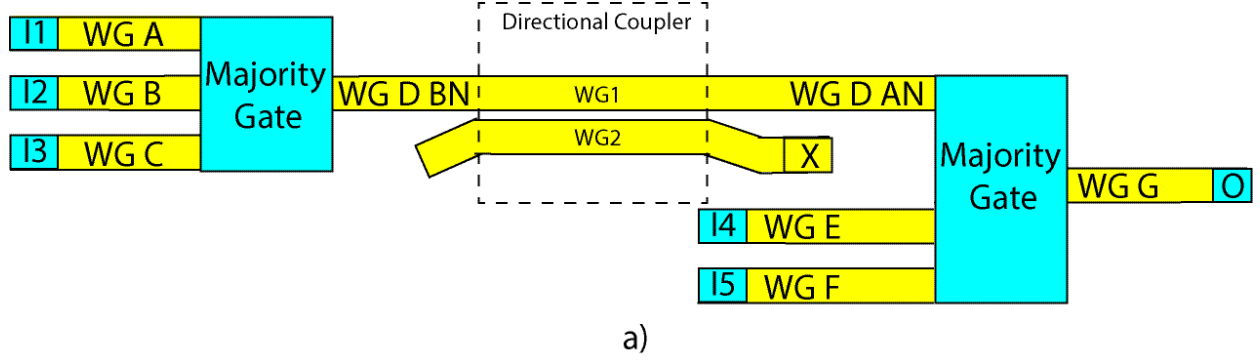 Directional Coupler
I1 WG A
I2 WG B
I3 WG C
Majority
Gate
WG D BN
WG1
WG2
WG D AN
X
I4 WG E
I5 WG F
Majority
Gate
WG G
O
a)